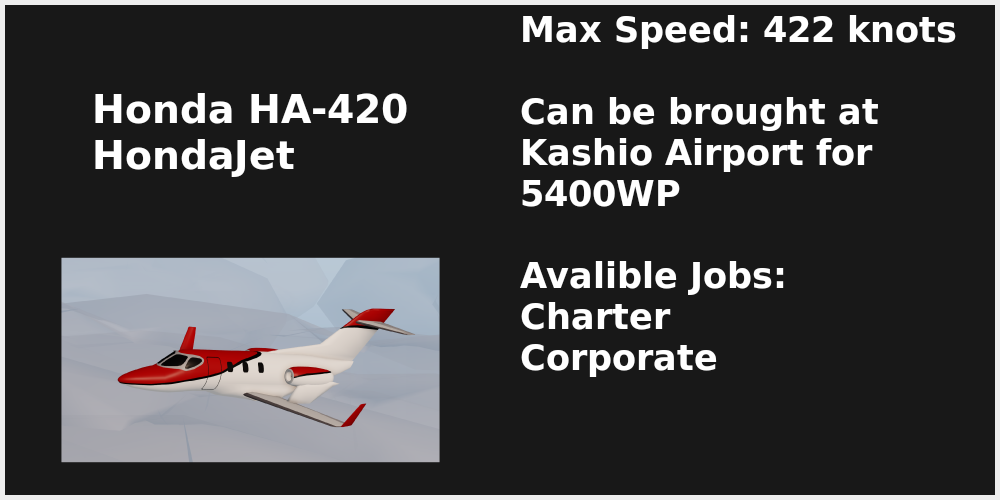 Max Speed: 422 knots
Honda HA-420
HondaJet
Can be brought at
Kashio Airport for
5400WP
Avalible Jobs:
Charter
Corporate